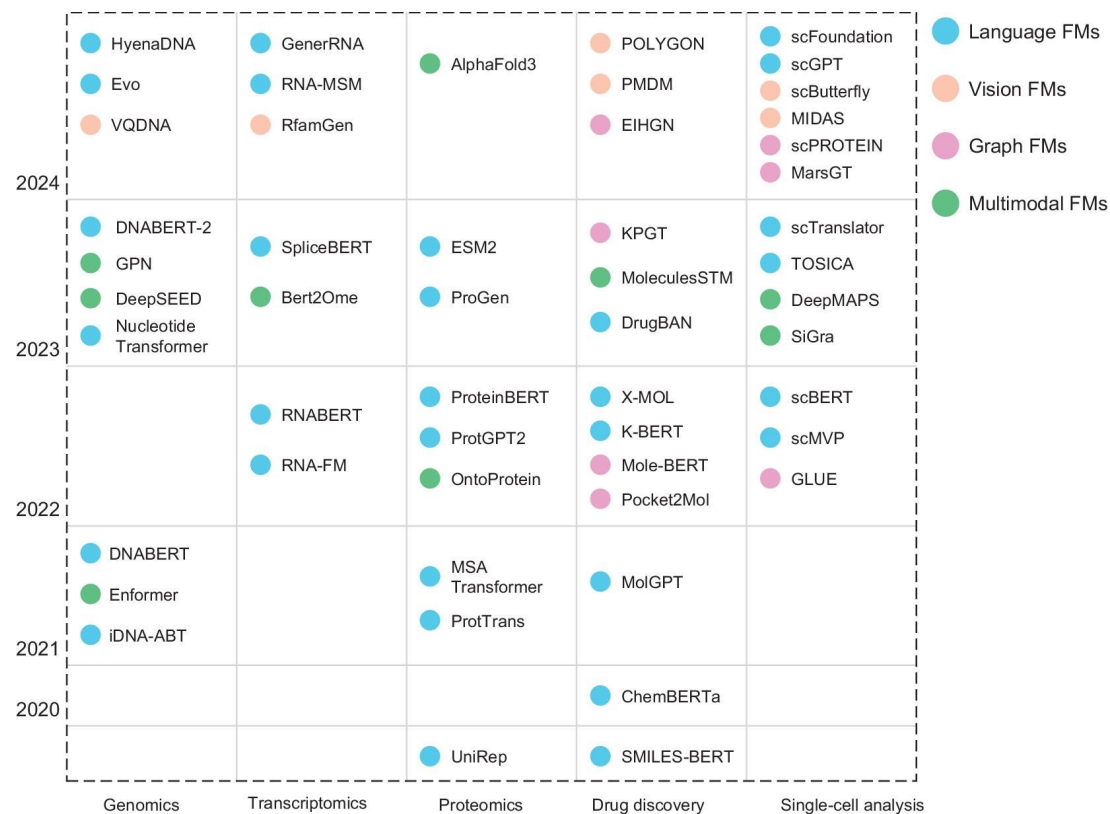 HyenaDNA
Evo
VQDNA
GenerRNA
RNA-MSM
RfamGen
AlphaFold3
POLYGON
PMDM
EIHGN
scFoundation
scGPT
scButterfly
MIDAS
scPROTEIN
MarsGT
Language FMs
Vision FMs
Graph FMs
Multimodal FMs
2024
DNABERT-2
GPN
DeepSEED
Nucleotide
Transformer
SpliceBERT
Bert2Ome
ESM2
ProGen
KPGT
MoleculesSTM
DrugBAN
scTranslator
TOSICA
DeepMAPS
SiGra
2023
RNABERT
RNA-FM
ProteinBERT
ProtGPT2
OntoProtein
X-MOL
K-BERT
Mole-BERT
Pocket2Mol
scBERT
scMVP
GLUE
2022
DNABERT
Enformer
iDNA-ABT
MSA
Transformer
ProtTrans
MolGPT
2021
ChemBERTa
2020
UniRep
SMILES-BERT
Genomics
Transcriptomics
Proteomics
Drug discovery
Single-cell analysis